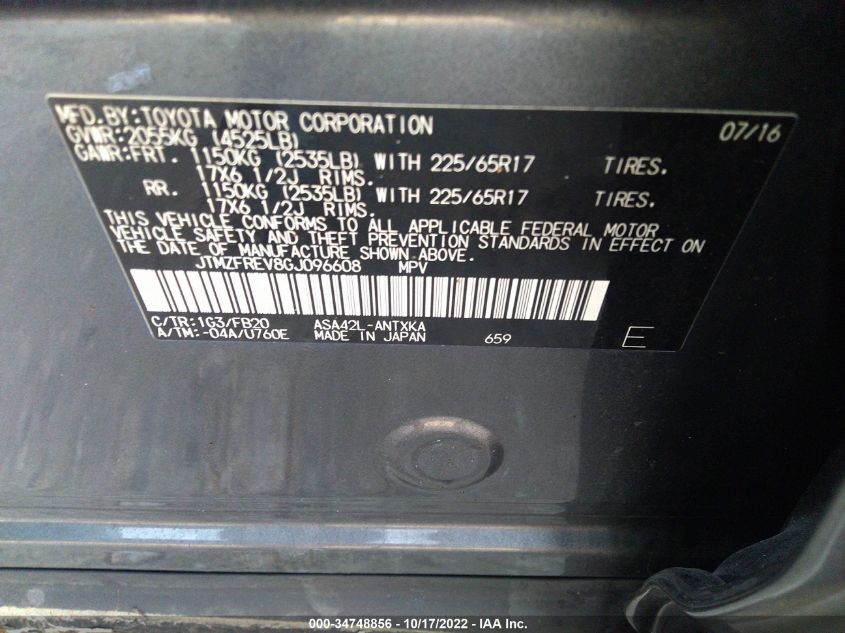 MFD.BY:TOYOTA MOTOR CORPORATION 07/16
GVWR:2055KG (4525LB)
GAWR:FRT. 1150KG (2535LB) WITH 225/65R17 TIRES.
17X6 1/2J RIMS.
RR. 1150KG (2535LB) WITH 225/65R17 TIRES.
17X6 1/2J RIMS.
THIS VEHICLE CONFORMS TO ALL APPLICABLE FEDERAL MOTOR
VEHICLE SAFETY AND THEFT PREVENTION STANDARDS IN EFFECT ON
THE DATE OF MANUFACTURE SHOWN ABOVE.
JTMZFREV8GJ096608 MPV
C/TR:1G3/FB20 ASA42L-ANTXKA
A/TM:-04A/U760E MADE IN JAPAN 659 E
000-34748856 - 10/17/2022 - IAA Inc.